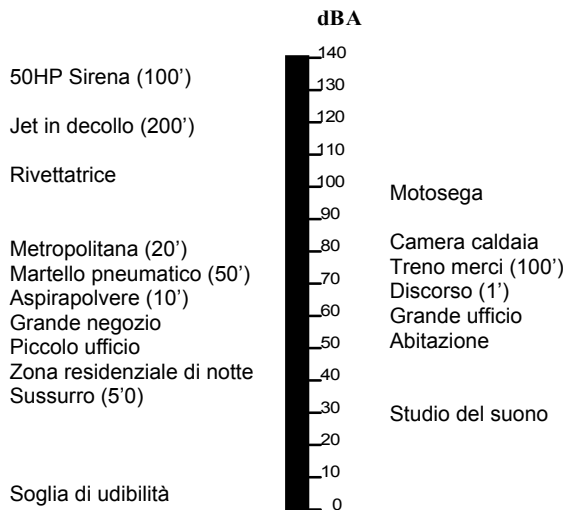 dBA
140
50HP Sirena (100’)
130
120
Jet in decollo (200’)
110
Rivettatrice
100
Motosega
90
Metropolitana (20’)
80
Camera caldaia
Martello pneumatico (50’)
Treno merci (100’)
70
Aspirapolvere (10’)
Discorso (1’)
Grande negozio
60
Grande ufficio
Piccolo ufficio
50
Abitazione
Zona residenziale di notte
40
Sussurro (5’0)
30
Studio del suono
20
10
Soglia di udibilità
0